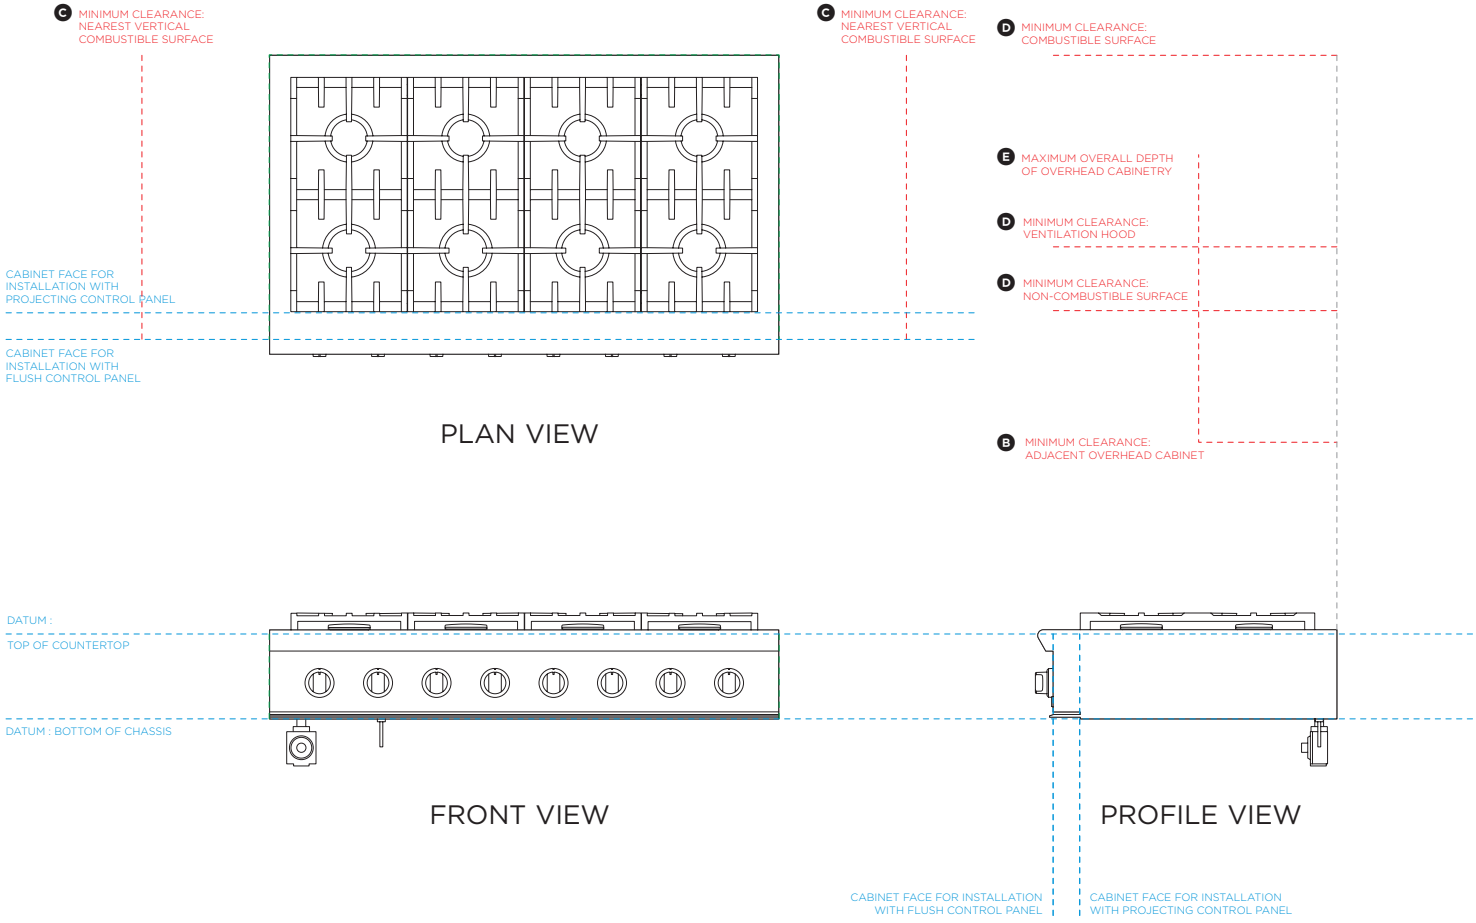 C MINIMUM CLEARANCE:
NEAREST VERTICAL
COMBUSTIBLE SURFACE
C MINIMUM CLEARANCE:
NEAREST VERTICAL
COMBUSTIBLE SURFACE
D MINIMUM CLEARANCE:
COMBUSTIBLE SURFACE
E MAXIMUM OVERALL DEPTH
OF OVERHEAD CABINETRY
D MINIMUM CLEARANCE:
VENTILATION HOOD
D MINIMUM CLEARANCE:
NON-COMBUSTIBLE SURFACE
B MINIMUM CLEARANCE:
ADJACENT OVERHEAD CABINET
CABINET FACE FOR
INSTALLATION WITH
PROJECTING CONTROL PANEL
CABINET FACE FOR
INSTALLATION WITH
FLUSH CONTROL PANEL
PLAN VIEW
DATUM :
TOP OF COUNTERTOP
DATUM : BOTTOM OF CHASSIS
FRONT VIEW
PROFILE VIEW
CABINET FACE FOR INSTALLATION
WITH FLUSH CONTROL PANEL
CABINET FACE FOR INSTALLATION
WITH PROJECTING CONTROL PANEL